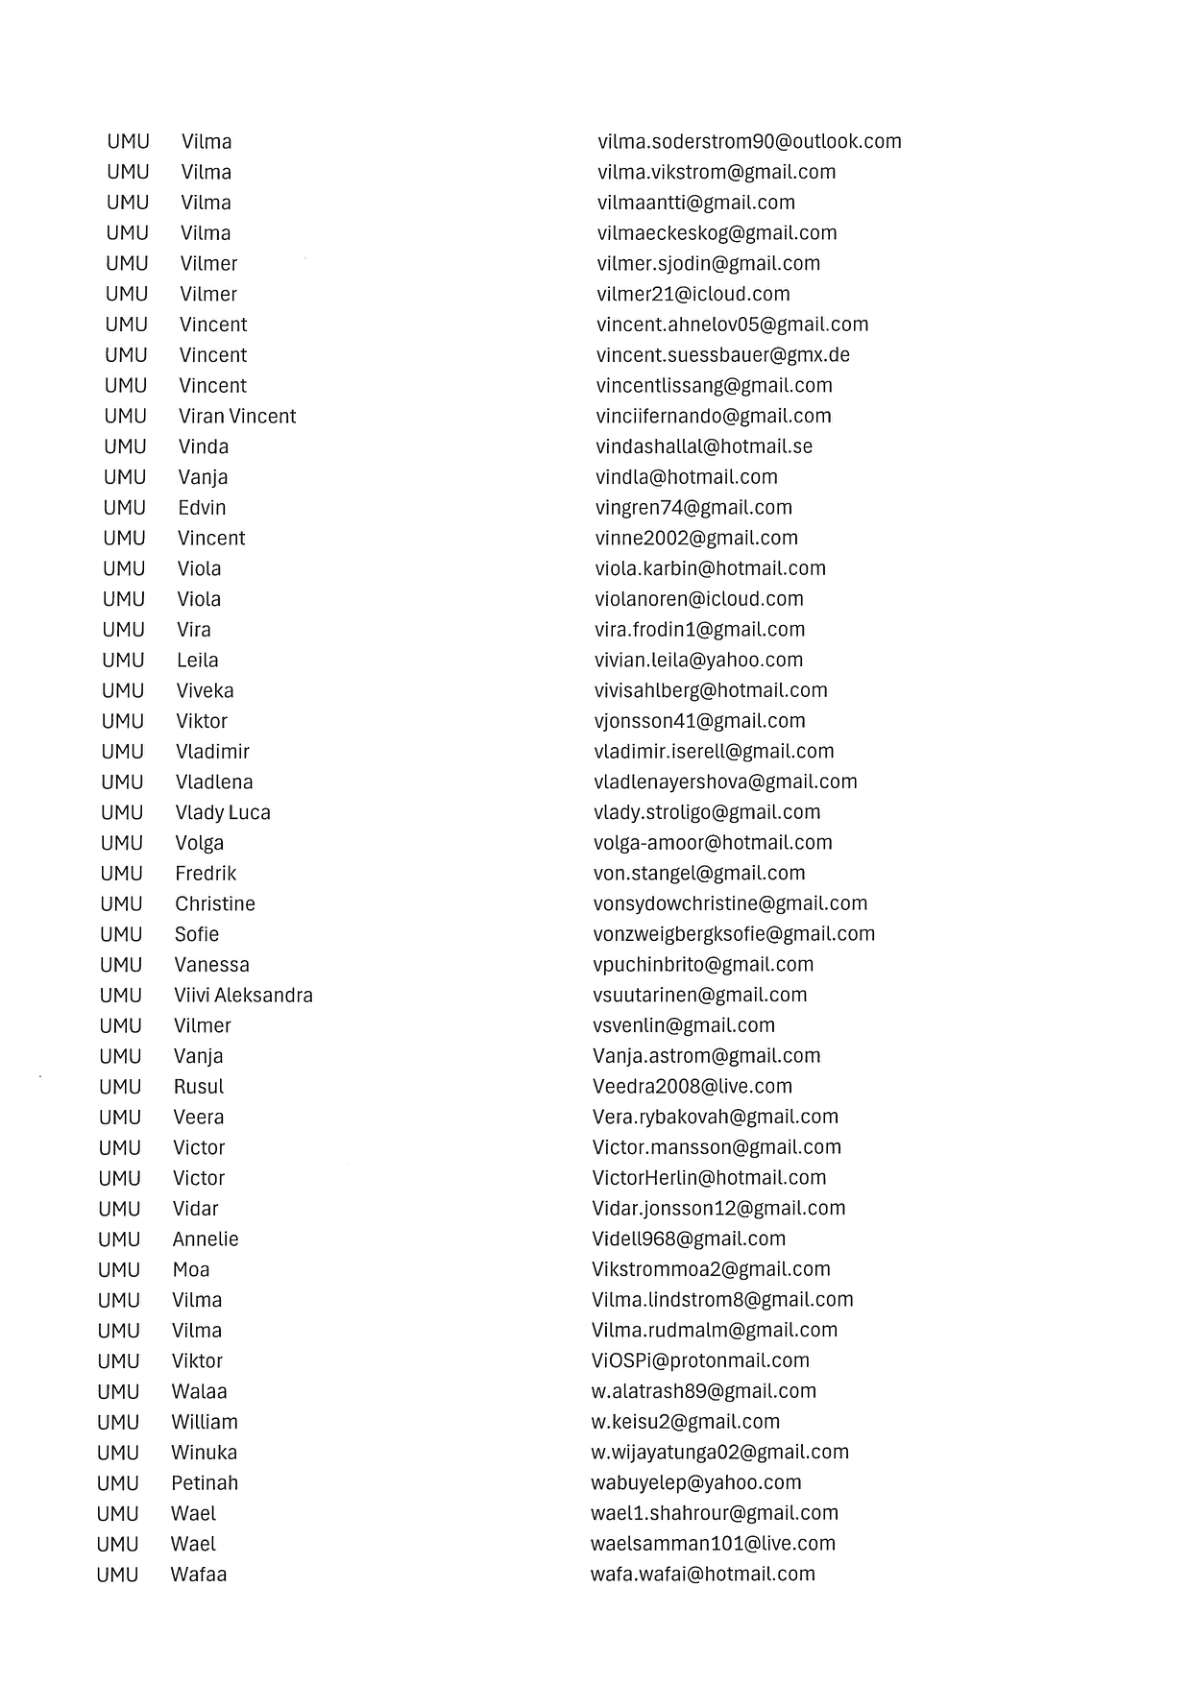 UMU Vilma vilma.soderstrom90@outlook.com
UMU Vilma vilma.vikstrom@gmail.com
UMU Vilma vilmaantti@gmail.com
UMU Vilma vilmaeckeskog@gmail.com
UMU Vilmer vilmer.sjodin@gmail.com
UMU Vilmer vilmer21@icloud.com
UMU Vincent vincent.ahnelov05@gmail.com
UMU Vincent vincent.suessbauer@gmx.de
UMU Vincent vincentlissang@gmail.com
UMU Viran Vincent vinciifernando@gmail.com
UMU Vinda vindashallal@hotmail.se
UMU Vanja vindla@hotmail.com
UMU Edvin vingren74@gmail.com
UMU Vincent vinne2002@gmail.com
UMU Viola viola.karbin@hotmail.com
UMU Viola violanoren@icloud.com
UMU Vira vira.frodin1@gmail.com
UMU Leila vivian.leila@yahoo.com
UMU Viveka vivisahlberg@hotmail.com
UMU Viktor vjonsson41@gmail.com
UMU Vladimir vladimir.iserell@gmail.com
UMU Vladlena vladlenayershova@gmail.com
UMU Vlady Luca vlady.stroligo@gmail.com
UMU Volga volga-amoor@hotmail.com
UMU Fredrik von.stangel@gmail.com
UMU Christine vonsydowchristine@gmail.com
UMU Sofie vonzweigbergksofie@gmail.com
UMU Vanessa vpuchinbrito@gmail.com
UMU Viivi Aleksandra vsuutarinen@gmail.com
UMU Vilmer vsvenlin@gmail.com
UMU Vanja Vanja.astrom@gmail.com
UMU Rusul Veedra2008@live.com
UMU Veera Vera.rybakovah@gmail.com
UMU Victor Victor.mansson@gmail.com
UMU Victor VictorHerlin@hotmail.com
UMU Vidar Vidar.jonsson12@gmail.com
UMU Annelie Videll968@gmail.com
UMU Moa Vikstrommoa2@gmail.com
UMU Vilma Vilma.lindstrom8@gmail.com
UMU Vilma Vilma.rudmalm@gmail.com
UMU Viktor ViOSPi@protonmail.com
UMU Walaa w.alatrash89@gmail.com
UMU William w.keisu2@gmail.com
UMU Winuka w.wijayatunga02@gmail.com
UMU Petinah wabuyelep@yahoo.com
UMU Wael wael1.shahrour@gmail.com
UMU Wael waelsamman101@live.com
UMU Wafaa wafa.wafai@hotmail.com